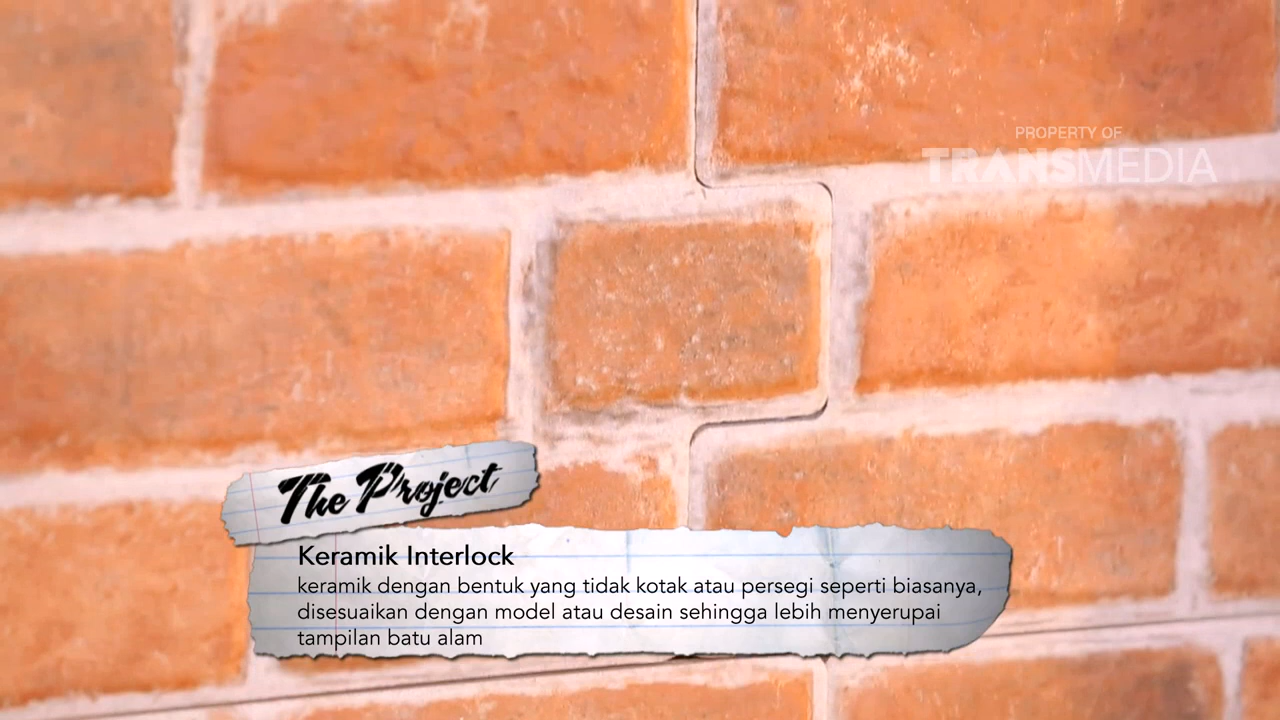 PROPERTY OF
TRANSMEDIA
The Project
Keramik Interlock
keramik dengan bentuk yang tidak kotak atau persegi seperti biasanya,
disesuaikan dengan model atau desain sehingga lebih menyerupai
tampilan batu alam